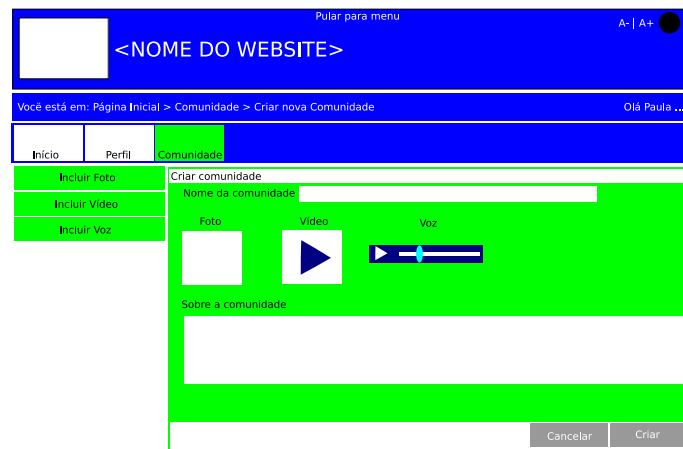 Pular para menu
A- | A+
<NOME DO WEBSITE>
Você está em: Página Inicial > Comunidade > Criar nova Comunidade
Olá Paula ...
Início
Perfil
Comunidade
Incluir Foto
Incluir Vídeo
Incluir Voz
Criar comunidade
Nome da comunidade
Foto
Vídeo
Voz
Sobre a comunidade
Cancelar
Criar